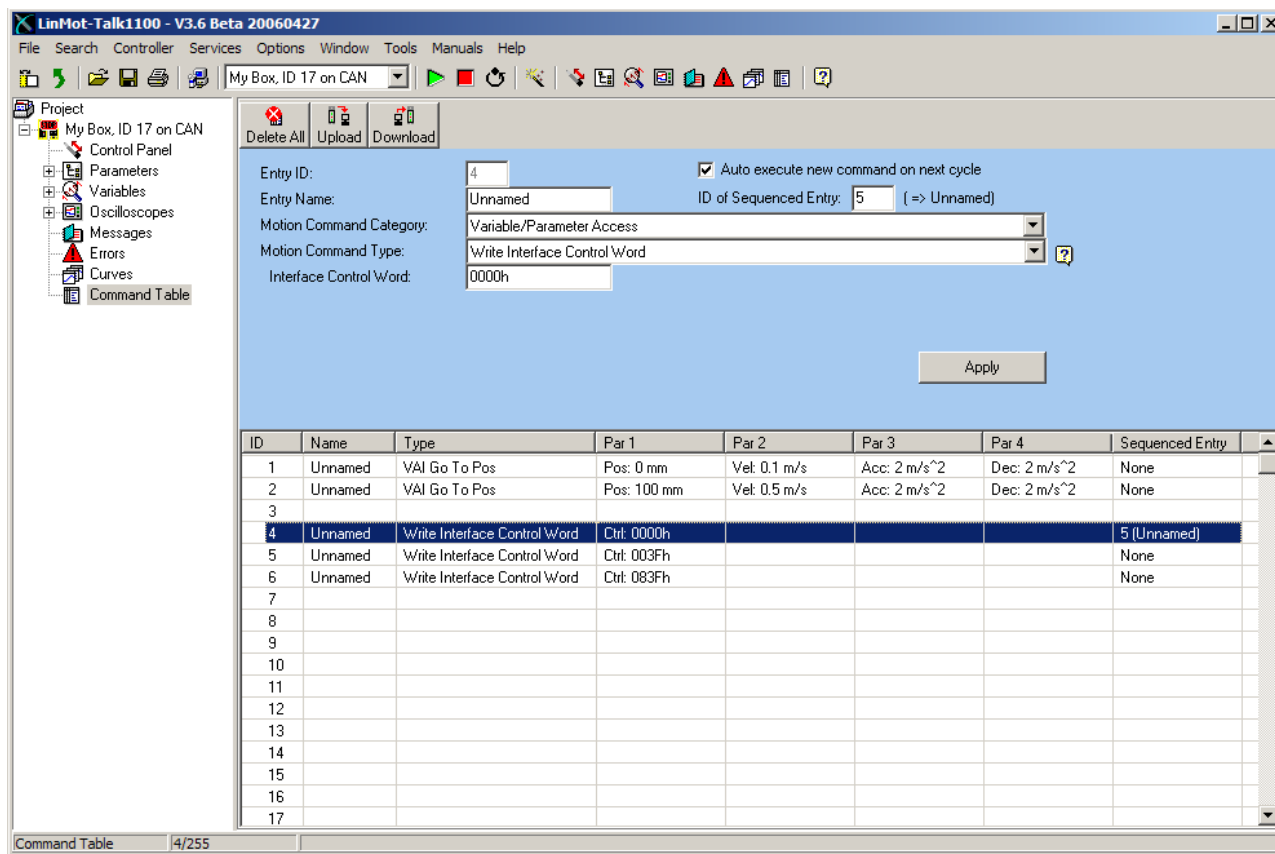 LinMot-Talk1100 - V3.6 Beta 20060427
File Search Controller Services Options Window Tools Manuals Help
My Box, ID 17 on CAN
Project
My Box, ID 17 on CAN
Control Panel
Parameters
Variables
Oscilloscopes
Messages
Errors
Curves
Command Table
Delete All Upload Download
Entry ID: 4 Auto execute new command on next cycle
Entry Name: Unnamed ID of Sequenced Entry: 5 ( => Unnamed)
Motion Command Category: Variable/Parameter Access
Motion Command Type: Write Interface Control Word
Interface Control Word: 0000h
Apply
ID Name Type Par 1 Par 2 Par 3 Par 4 Sequenced Entry
1 Unnamed VAI Go To Pos Pos: 0 mm Vel: 0.1 m/s Acc: 2 m/s^2 Dec: 2 m/s^2 None
2 Unnamed VAI Go To Pos Pos: 100 mm Vel: 0.5 m/s Acc: 2 m/s^2 Dec: 2 m/s^2 None
3
4 Unnamed Write Interface Control Word Ctrl: 0000h 5 (Unnamed)
5 Unnamed Write Interface Control Word Ctrl: 003Fh None
6 Unnamed Write Interface Control Word Ctrl: 083Fh None
7
8
9
10
11
12
13
14
15
16
17
Command Table 4/255